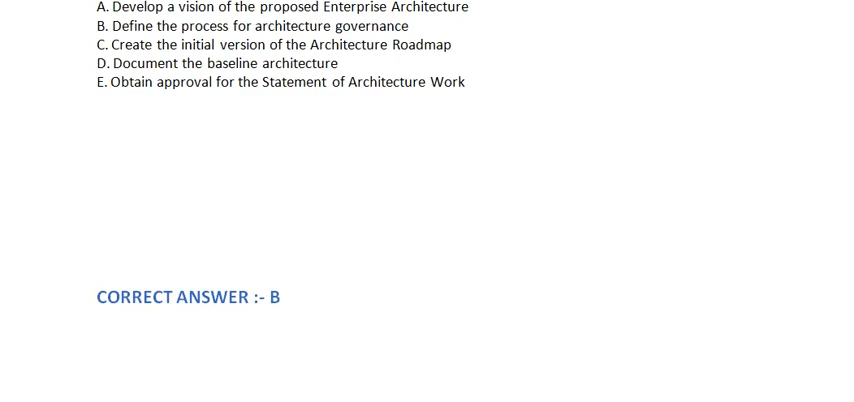 A. Develop a vision of the proposed Enterprise Architecture
B. Define the process for architecture governance
C. Create the initial version of the Architecture Roadmap
D. Document the baseline architecture
E. Obtain approval for the Statement of Architecture Work
CORRECT ANSWER :- B